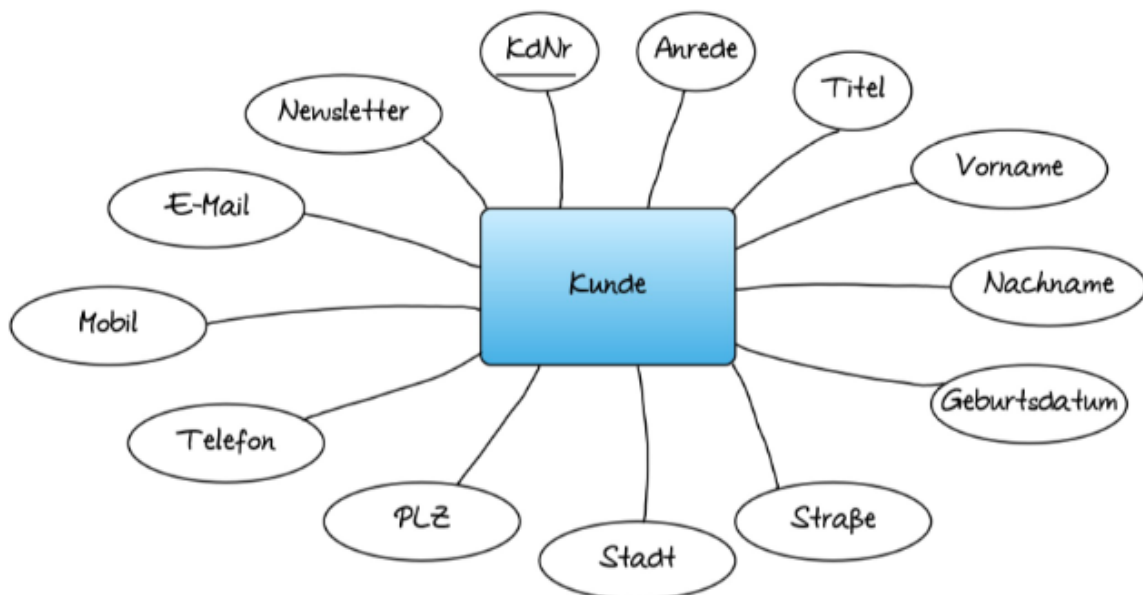 KdNr
Anrede
Titel
Newsletter
Vorname
E-Mail
Kunde
Nachname
Mobil
Geburtsdatum
Telefon
PLZ
Straße
Stadt